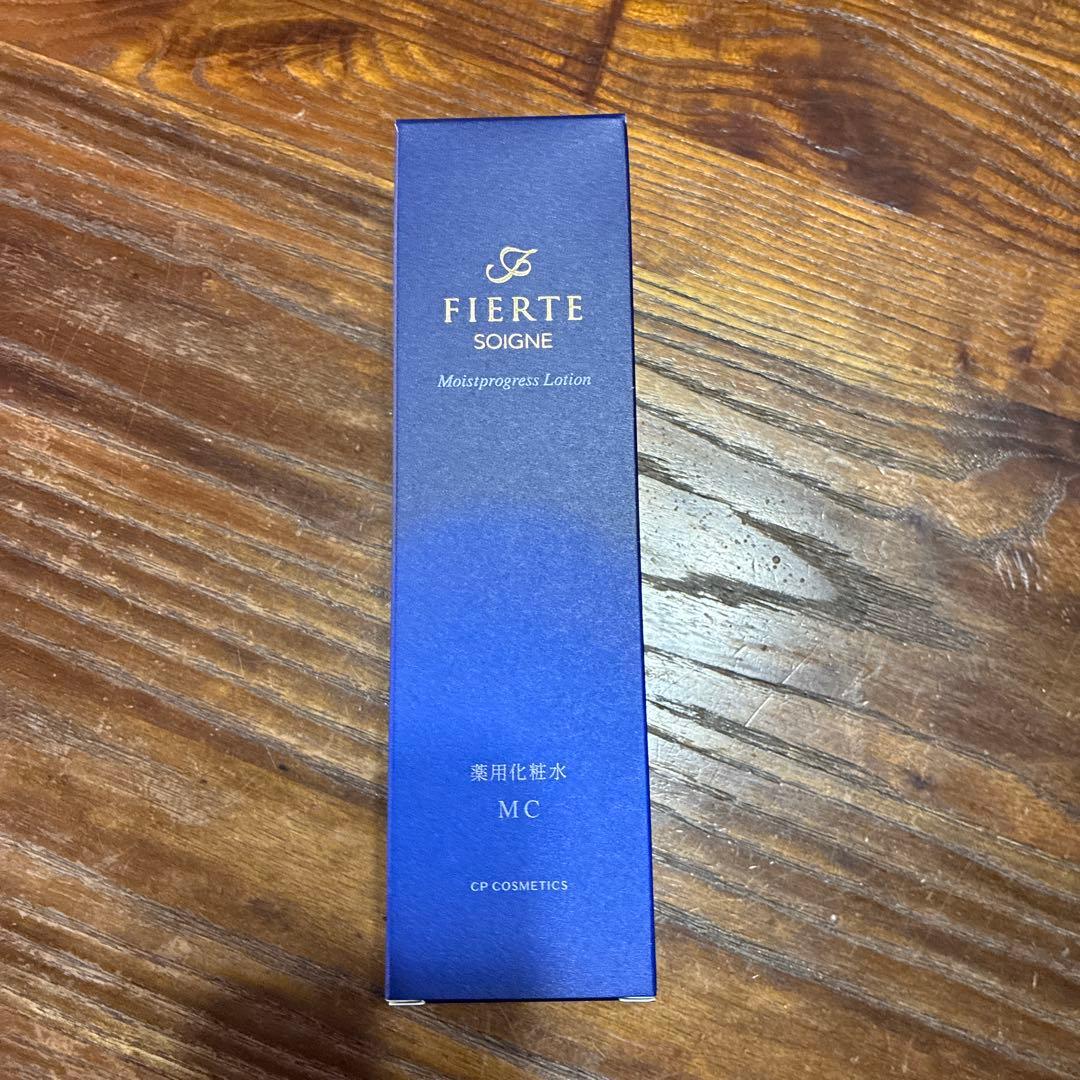 FIERTE
SOIGNE
Moistprogress Lotion
薬用化粧水
MC
CP COSMETICS